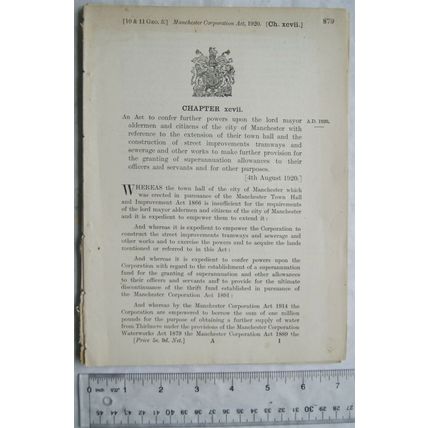 [10 & 11 GEO. 5.] Manchester Corporation Act, 1920. [Ch. xcvii.] 879
CHAPTER xcvii.
An Act to confer further powers upon the lord mayor A.D. 1920.
aldermen and citizens of the city of Manchester with
reference to the extension of their town hall and the
construction of street improvements tramways and
sewerage and other works to make further provision for
the granting of superannuation allowances to their
officers and servants and for other purposes.
[4th August 1920.]
WHEREAS the town hall of the city of Manchester which
was erected in pursuance of the Manchester Town Hall
and Improvement Act 1866 is insufficient for the requirements
of the lord mayor aldermen and citizens of the city of Manchester
and it is expedient to empower them to extend it:
And whereas it is expedient to empower the Corporation to
construct the street improvements tramways and sewerage and
other works and to exercise the powers and to acquire the lands
mentioned or referred to in this Act:
And whereas it is expedient to confer powers upon the
Corporation with regard to the establishment of a superannuation
fund for the granting of superannuation and other allowances
to their officers and servants and to provide for the ultimate
discontinuance of the thrift fund established in pursuance of
the Manchester Corporation Act 1891:
And whereas by the Manchester Corporation Act 1914 the
Corporation are empowered to borrow the sum of one million
pounds for the purpose of obtaining a further supply of water
from Thirlmere under the provisions of the Manchester Corporation
Waterworks Act 1879 the Manchester Corporation Act 1889 the
[Price 5s. 9d. Net.] A 1
1 2 3 4 5 6 7